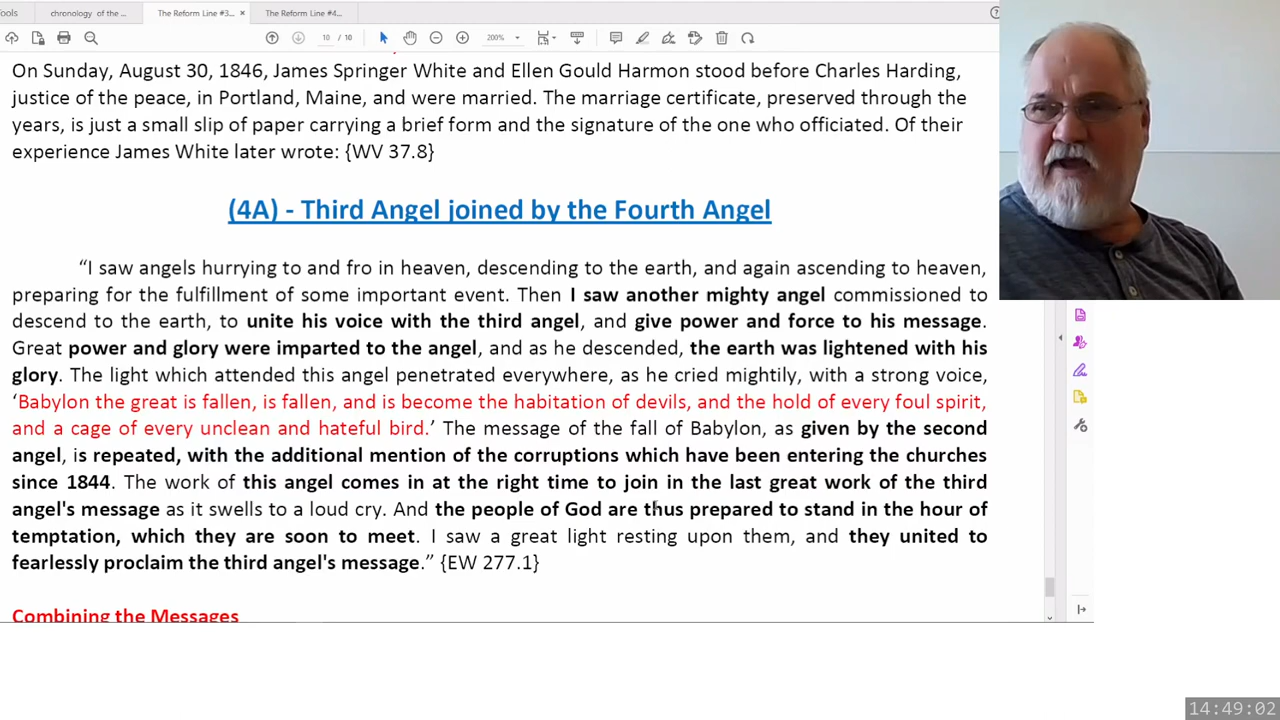 ools
chronology of the ...
The Reform Line #3... ×
The Reform Line #4...
10 / 10
200%
On Sunday, August 30, 1846, James Springer White and Ellen Gould Harmon stood before Charles Harding,
justice of the peace, in Portland, Maine, and were married. The marriage certificate, preserved through the
years, is just a small slip of paper carrying a brief form and the signature of the one who officiated. Of their
experience James White later wrote: {WV 37.8}
(4A) - Third Angel joined by the Fourth Angel
“I saw angels hurrying to and fro in heaven, descending to the earth, and again ascending to heaven,
preparing for the fulfillment of some important event. Then I saw another mighty angel commissioned to
descend to the earth, to unite his voice with the third angel, and give power and force to his message.
Great power and glory were imparted to the angel, and as he descended, the earth was lightened with his
glory. The light which attended this angel penetrated everywhere, as he cried mightily, with a strong voice,
‘Babylon the great is fallen, is fallen, and is become the habitation of devils, and the hold of every foul spirit,
and a cage of every unclean and hateful bird.’ The message of the fall of Babylon, as given by the second
angel, is repeated, with the additional mention of the corruptions which have been entering the churches
since 1844. The work of this angel comes in at the right time to join in the last great work of the third
angel's message as it swells to a loud cry. And the people of God are thus prepared to stand in the hour of
temptation, which they are soon to meet. I saw a great light resting upon them, and they united to
fearlessly proclaim the third angel's message.” {EW 277.1}
Combining the Messages
14:49:02